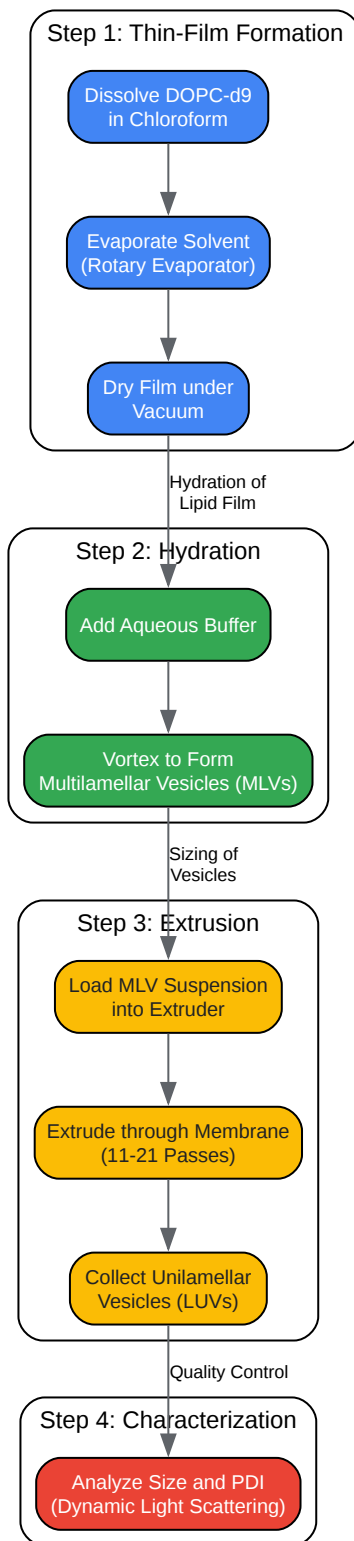 Step 1: Thin-Film Formation
Dissolve DOPC-d9
in Chloroform
Evaporate Solvent
(Rotary Evaporator)
Dry Film under
Vacuum
Hydration of
Lipid Film
Step 2: Hydration
Add Aqueous Buffer
Vortex to Form
Multilamellar Vesicles (MLVs)
Sizing of
Vesicles
Step 3: Extrusion
Load MLV Suspension
into Extruder
Extrude through Membrane
(11-21 Passes)
Collect Unilamellar
Vesicles (LUVs)
Quality Control
Step 4: Characterization
Analyze Size and PDI
(Dynamic Light Scattering)